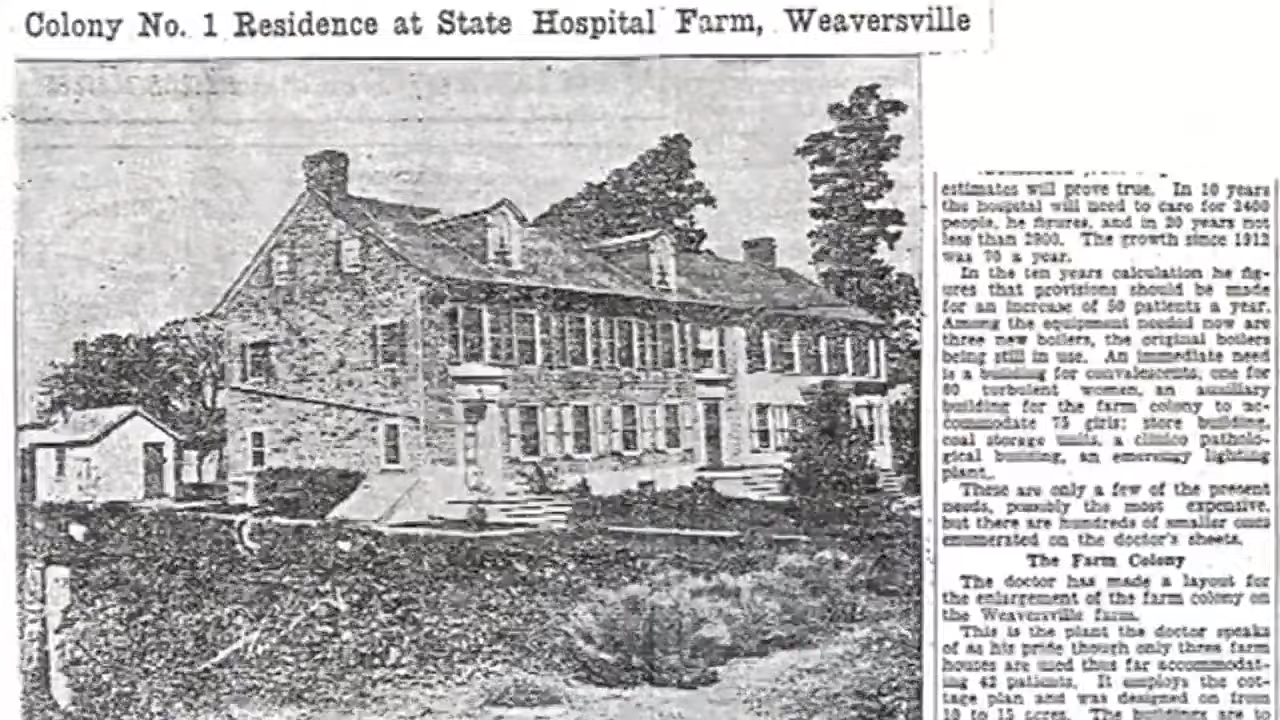 Colony No. 1 Residence at State Hospital Farm, Weaversville
estimates will prove true. In 10 years
the hospital will need to care for 2400
people, he figures, and in 20 years not
less than 2900. The growth since 1912
was 70 a year.
In the ten years calculation he fig-
ures that provisions should be made
for an increase of 50 patients a year.
Among the equipment needed now are
three new boilers, the original boilers
being still in use. An immediate need
is a building for convalescents, one for
80 turbulent women, an auxiliary
building for the farm colony to ac-
commodate 75 girls; store building,
coal storage units, a clinico patholo-
gical building, an emergency lighting
plant.
These are only a few of the present
needs, possibly the most expensive,
but there are hundreds of smaller ones
enumerated on the doctor's sheets.
The Farm Colony
The doctor has made a layout for
the enlargement of the farm colony on
the Weaversville farm.
This is the plant the doctor speaks
of as his pride though only three farm
houses are used thus far accommodat-
ing 42 patients. It employs the cot-
tage plan and was designed on from
10 to 15 acres. The buildings are to